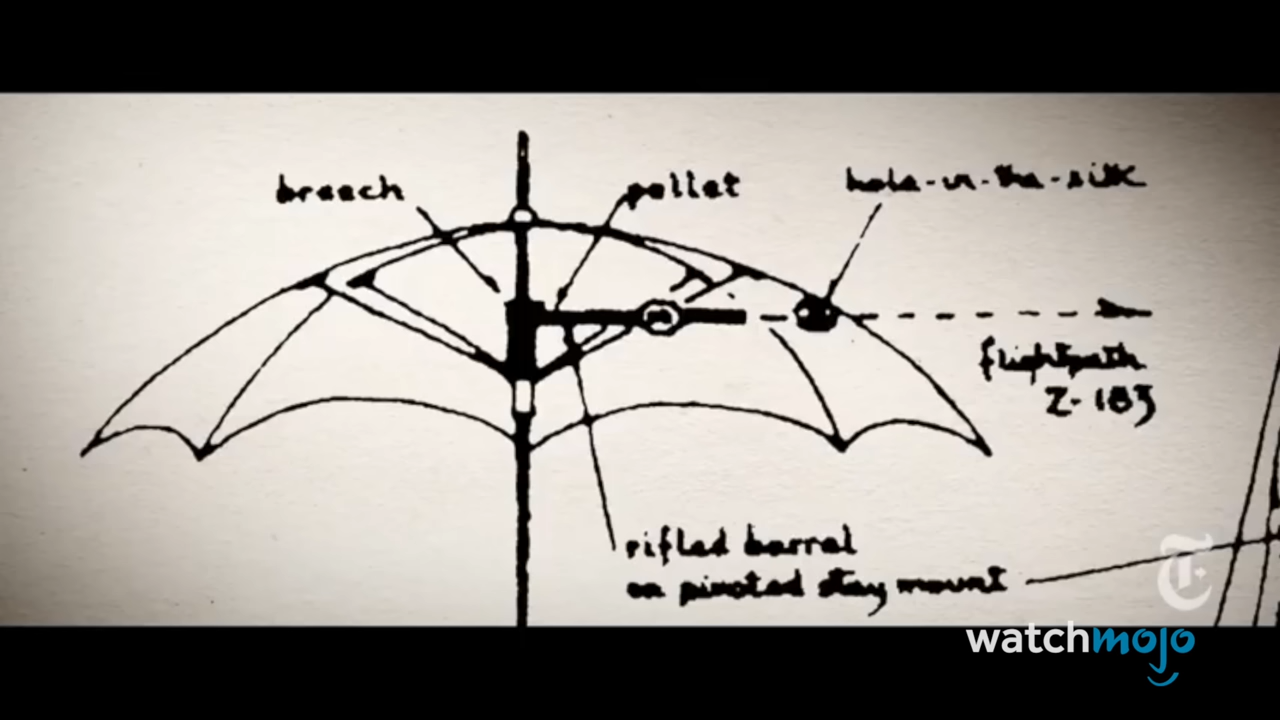 breech
pellet
hole-in-the-silk
flightpath
Z-183
rifled barrel
on pivoted stay mount
T
watchmojo